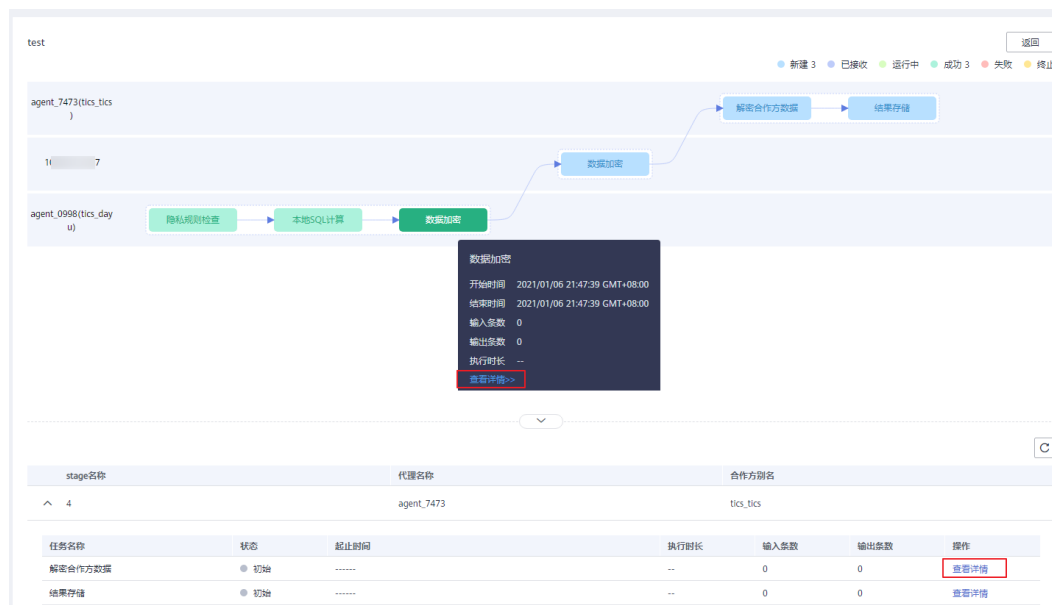 test
返回
新建 3 已接收 运行中 成功 3 失败 终止
agent_7473(tics_tics
)
解密合作方数据 结果存储
数据加密
agent_0998(tics_day
u)
隐私规则检查 本地SQL计算 数据加密
数据加密
开始时间 2021/01/06 21:47:39 GMT+08:00
结束时间 2021/01/06 21:47:39 GMT+08:00
输入条数 0
输出条数 0
执行时长 --
查看详情>>
stage名称 代理名称 合作方别名
4 agent_7473 tics_tics
任务名称 状态 起止时间 执行时长 输入条数 输出条数 操作
解密合作方数据 初始 ------ -- 0 0 查看详情
结果存储 初始 ------ -- 0 0 查看详情